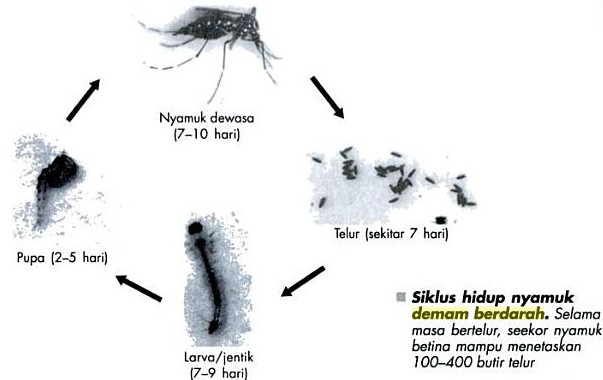 Nyamuk dewasa
(7–10 hari)
Telur (sekitar 7 hari)
Pupa (2–5 hari)
Larva/jentik
(7–9 hari)
Siklus hidup nyamuk
demam berdarah. Selama
masa bertelur, seekor nyamuk
betina mampu menetaskan
100–400 butir telur